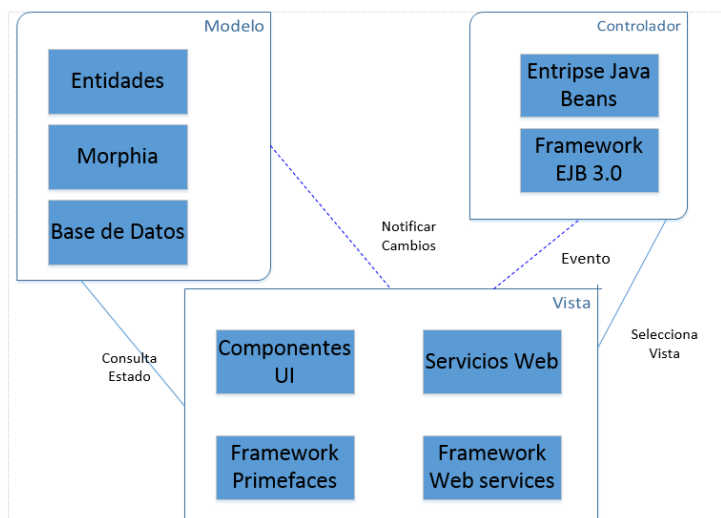 Modelo
Entidades
Morphia
Base de Datos
Controlador
Entripse Java
Beans
Framework
EJB 3.0
Notificar
Cambios
Evento
Selecciona
Vista
Consulta
Estado
Vista
Componentes
UI
Servicios Web
Framework
Primefaces
Framework
Web services